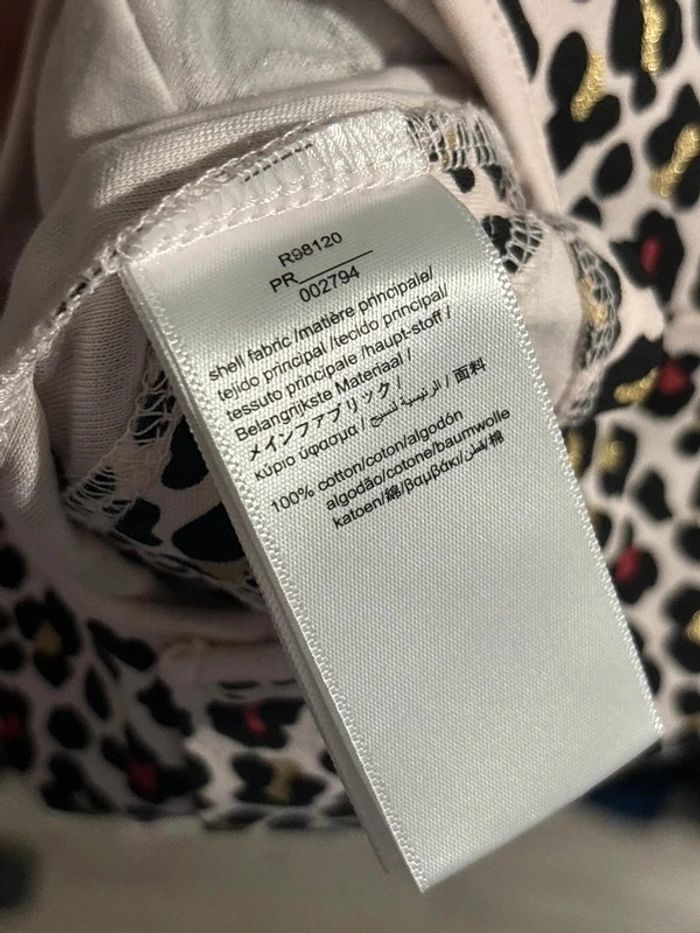 R98120
PR
002794
shell fabric /matière principale/
tejido principal /tecido principal/
tessuto principale /haupt-stoff /
Belangrijkste Materiaal /
メインファブリック /
κύριο ύφασμα / الرئيسية نسيج / 面料
100% cotton/coton/algodón
algodão/cotone/baumwolle
katoen/綿/βαμβάκι/قطن/棉